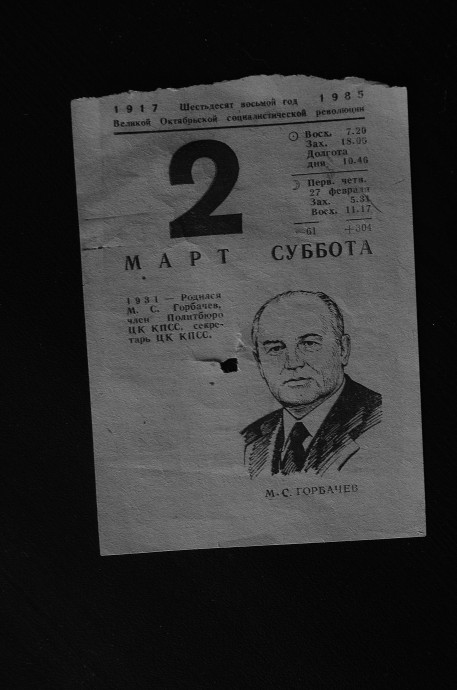 1917 Шестьдесят восьмой год 1985
Великой Октябрьской социалистической революции
2
Восх. 7.20
Зах. 18.06
Долгота
дня 10.46
Перв. четв.
27 февраля
Зах. 5.31
Восх. 11.17
—61 +304
МАРТ СУББОТА
1931 — Родился
М. С. Горбачев,
член Политбюро
ЦК КПСС, секре-
тарь ЦК КПСС.
М. С. ГОРБАЧЕВ